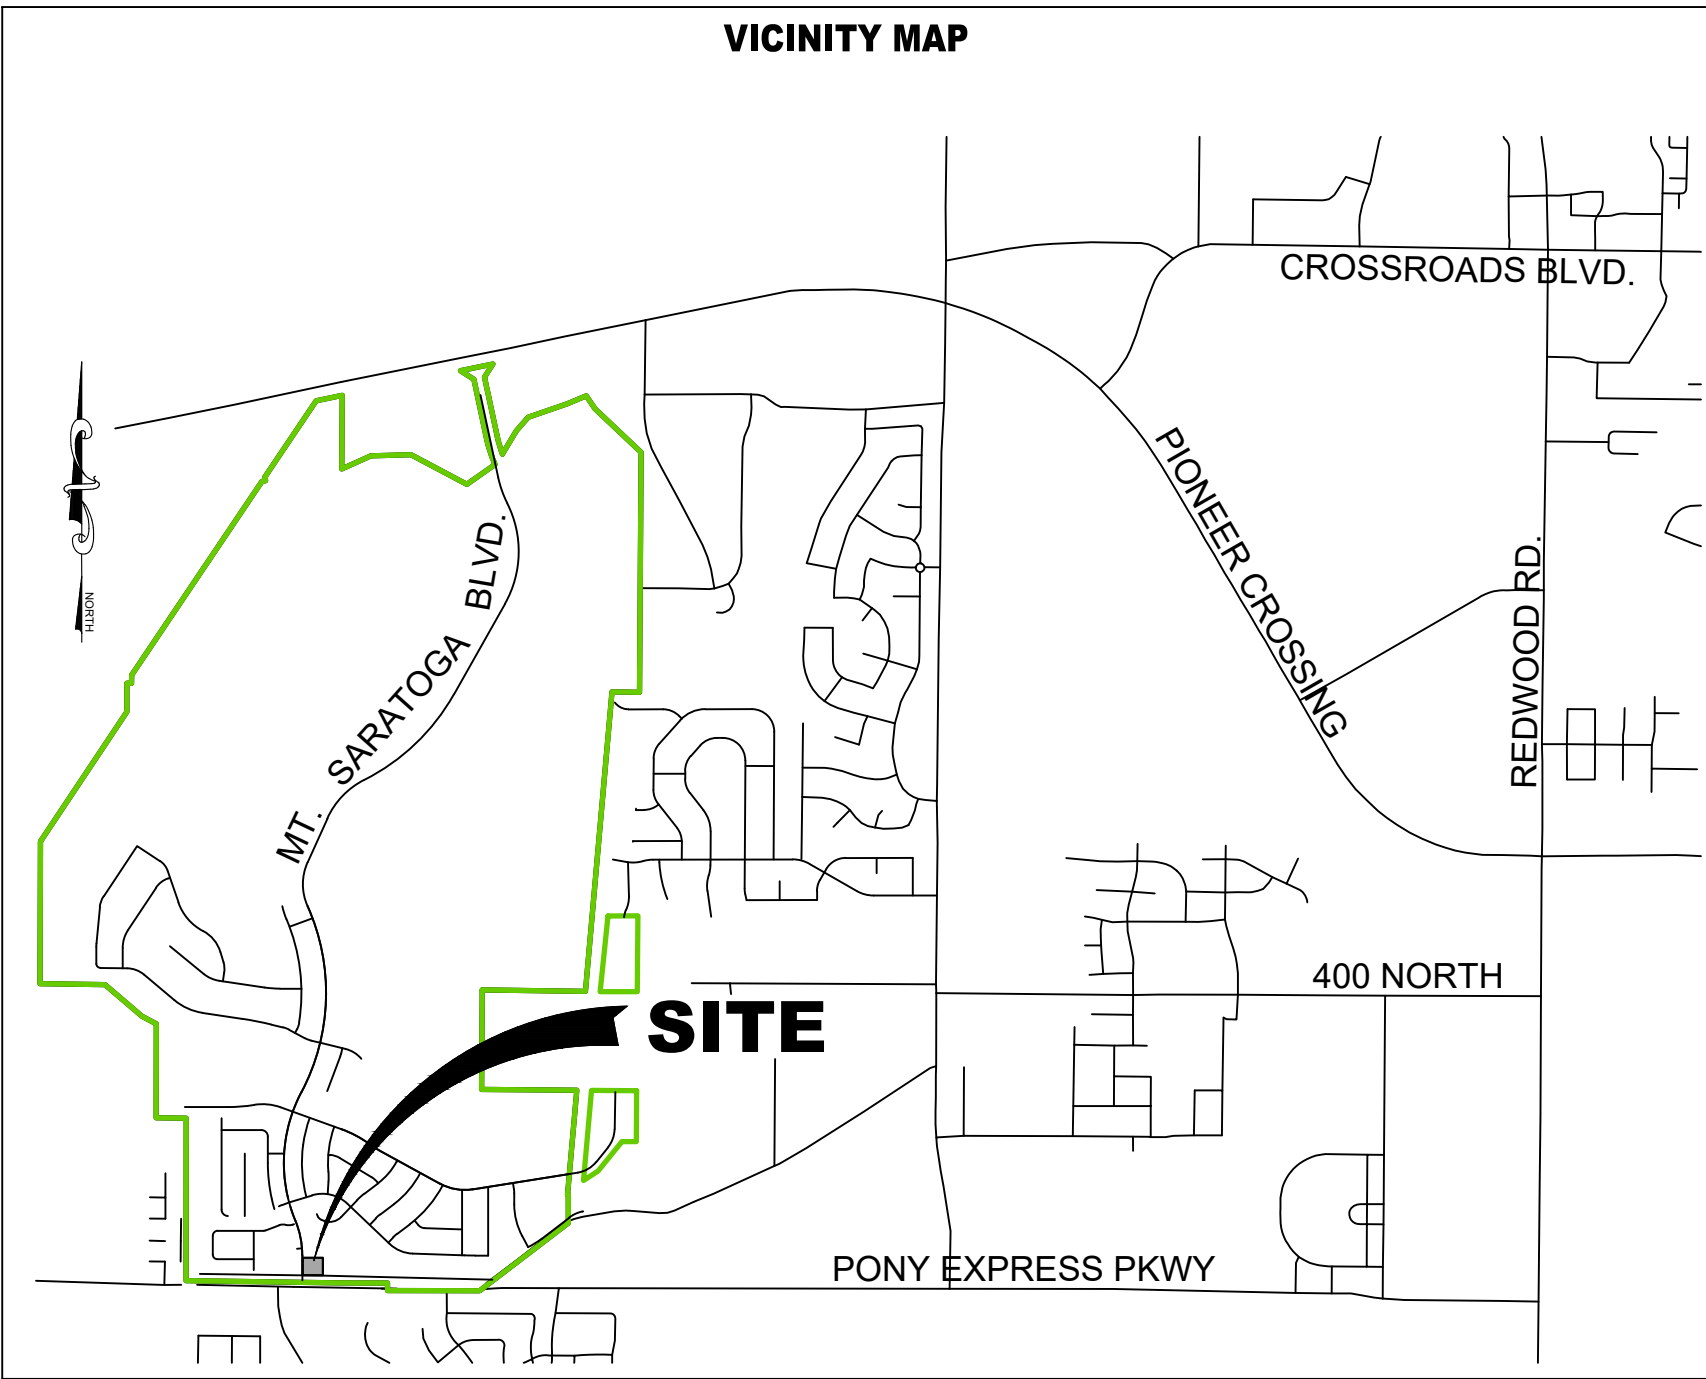 VICINITY MAP
CROSSROADS BLVD.
PIONEER CROSSING
REDWOOD RD.
MT. SARATOGA BLVD.
NORTH
400 NORTH
SITE
PONY EXPRESS PKWY